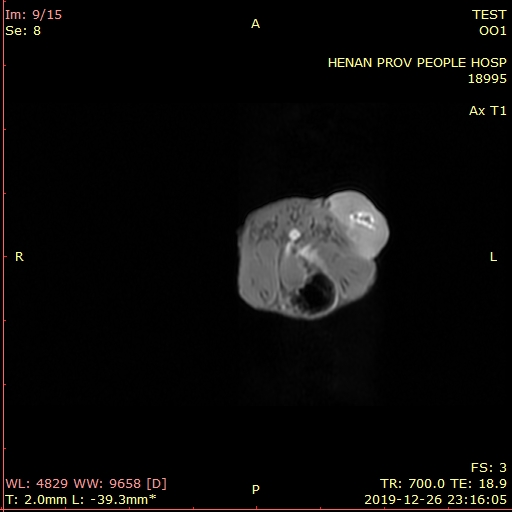 Im: 9/15
Se: 8
A
TEST
OO1
HENAN PROV PEOPLE HOSP
18995
Ax T1
R
L
WL: 4829 WW: 9658 [D]
T: 2.0mm L: -39.3mm*
P
FS: 3
TR: 700.0 TE: 18.9
2019-12-26 23:16:05